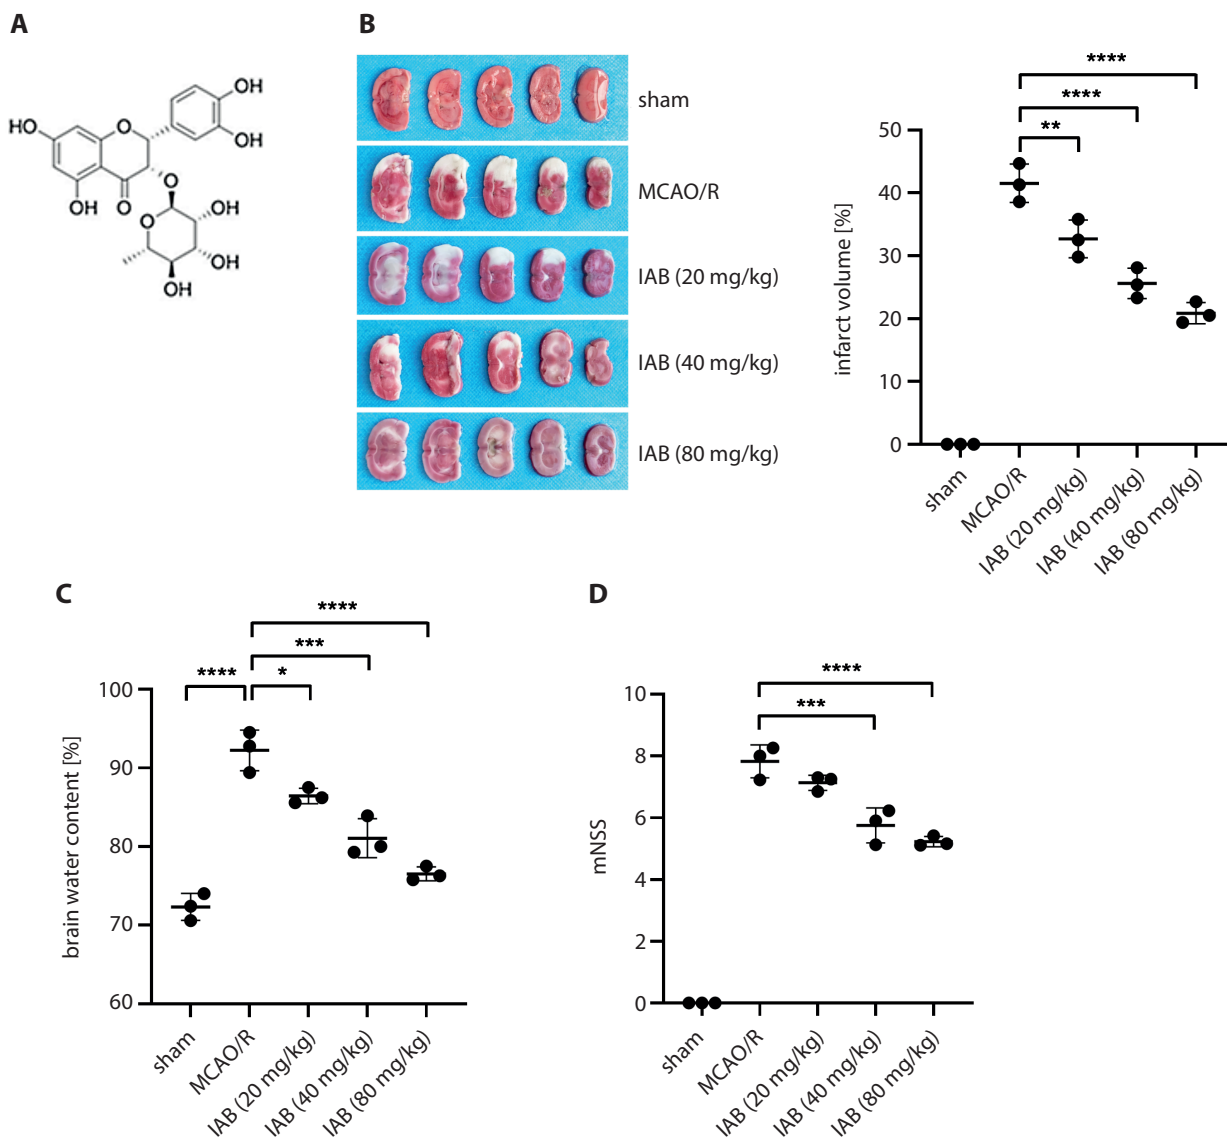 A
OH
OH
HO
O
O
OH
O
O
OH
OH
OH
B
sham
MCAO/R
IAB (20 mg/kg)
IAB (40 mg/kg)
IAB (80 mg/kg)
****
****
**
infarct volume [%]
50
40
30
20
10
0
sham
MCAO/R
IAB (20 mg/kg)
IAB (40 mg/kg)
IAB (80 mg/kg)
C
****
***
****
*
brain water content [%]
100
90
80
70
60
sham
MCAO/R
IAB (20 mg/kg)
IAB (40 mg/kg)
IAB (80 mg/kg)
D
****
***
mNSS
10
8
6
4
2
0
sham
MCAO/R
IAB (20 mg/kg)
IAB (40 mg/kg)
IAB (80 mg/kg)